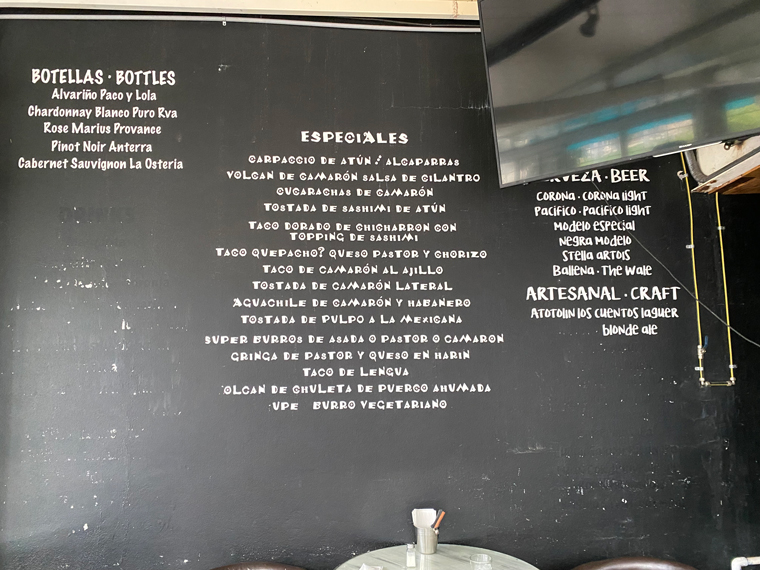 BOTELLAS · BOTTLES
Alvariño Paco y Lola
Chardonnay Blanco Puro Rva
Rose Marius Provance
Pinot Noir Anterra
Cabernet Sauvignon La Osteria
ESPECIALES
CARPACCIO DE ATÚN · ALCAPARRAS
VOLCAN DE CAMARÓN SALSA DE CILANTRO
CUCARACHAS DE CAMARÓN
TOSTADA DE SASHIMI DE ATÚN
TACO DORADO DE CHICHARRON CON
TOPPING DE SASHIMI
TACO QUEPACHO? QUESO PASTOR Y CHORIZO
TACO DE CAMARÓN AL AJILLO
TOSTADA DE CAMARÓN LATERAL
AGUACHILE DE CAMARÓN Y HABANERO
TOSTADA DE PULPO A LA MEXICANA
SUPER BURROS DE ASADA O PASTOR O CAMARON
GRINGA DE PASTOR Y QUESO EN HARIN
TACO DE LENGUA
OLCAN DE CHULETA DE PUERCO AHUMADA
UPE BURRO VEGETARIANO
RVEZA · BEER
CORONA · CORONA LIGHT
PACIFICO · PACIFICO LIGHT
MODELO ESPECIAL
NEGRA MODELO
STELLA ARTOIS
BALLENA · THE WALE
ARTESANAL · CRAFT
ATOTOLIN LOS CUENTOS LAGUER
BLONDE ALE